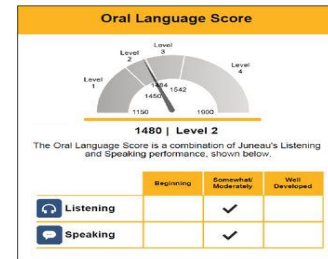 Oral Language Score
Level
3
Level
2
Level
4
Level
1
1484
1542
1450
1150
1900
1480 | Level 2
The Oral Language Score is a combination of Juneau's Listening
and Speaking performance, shown below.
Beginning
Somewhat/
Moderately
Well
Developed
Listening
Speaking